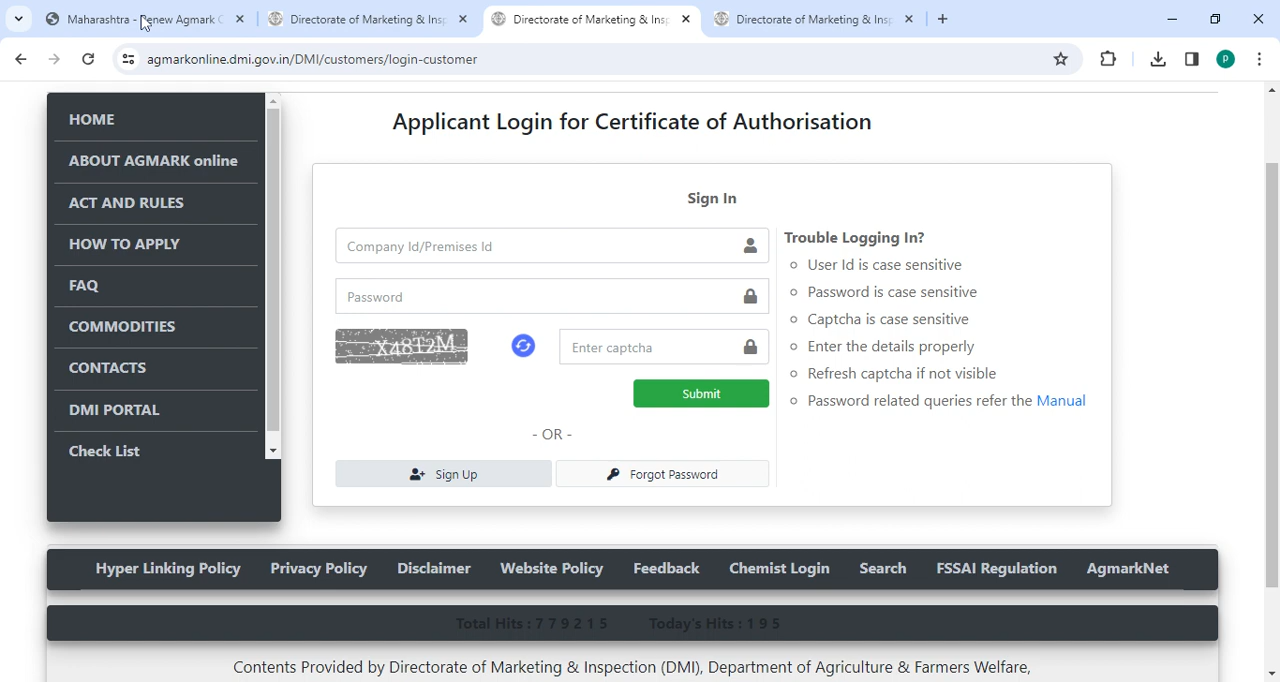 Maharashtra - Renew Agmark C
Directorate of Marketing & Insp
Directorate of Marketing & Insp
Directorate of Marketing & Insp
agmarkonline.dmi.gov.in/DMI/customers/login-customer
P
HOME
ABOUT AGMARK online
ACT AND RULES
HOW TO APPLY
FAQ
COMMODITIES
CONTACTS
DMI PORTAL
Check List
Applicant Login for Certificate of Authorisation
Sign In
Company Id/Premises Id
Password
X48T2M
Enter captcha
Submit
- OR -
Sign Up
Forgot Password
Trouble Logging In?
User Id is case sensitive
Password is case sensitive
Captcha is case sensitive
Enter the details properly
Refresh captcha if not visible
Password related queries refer the Manual
Hyper Linking Policy Privacy Policy Disclaimer Website Policy Feedback Chemist Login Search FSSAI Regulation AgmarkNet
Total Hits : 7 7 9 2 1 5 Today's Hits : 1 9 5
Contents Provided by Directorate of Marketing & Inspection (DMI), Department of Agriculture & Farmers Welfare,